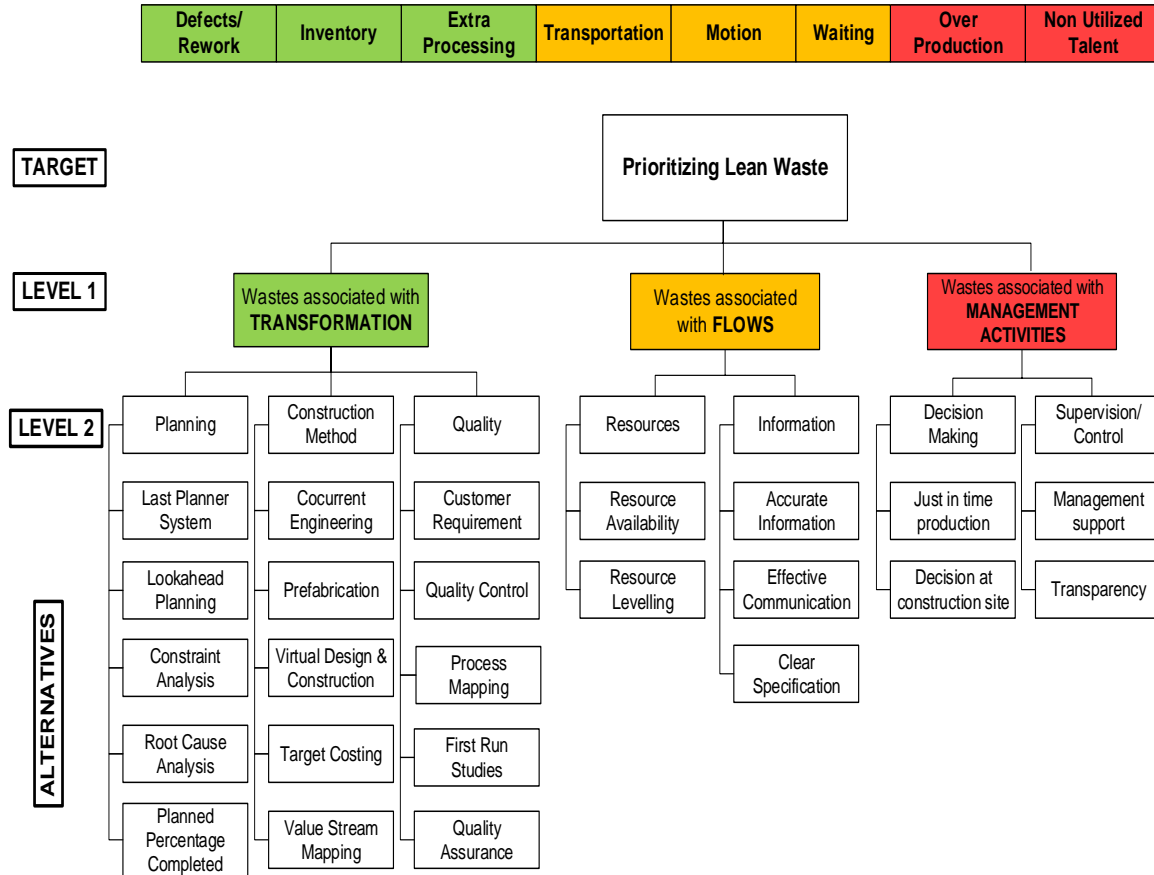 Defects/
Rework
Inventory
Extra
Processing
Transportation
Motion
Waiting
Over
Production
Non Utilized
Talent
TARGET
Prioritizing Lean Waste
LEVEL 1
Wastes associated with
TRANSFORMATION
Wastes associated
with FLOWS
Wastes associated with
MANAGEMENT
ACTIVITIES
LEVEL 2
Planning
Construction
Method
Quality
Resources
Information
Decision
Making
Supervision/
Control
ALTERNATIVES
Last Planner
System
Cocurrent
Engineering
Customer
Requirement
Resource
Availability
Accurate
Information
Just in time
production
Management
support
Lookahead
Planning
Prefabrication
Quality Control
Resource
Levelling
Effective
Communication
Decision at
construction site
Transparency
Constraint
Analysis
Virtual Design &
Construction
Process
Mapping
Clear
Specification
Root Cause
Analysis
Target Costing
First Run
Studies
Planned
Percentage
Completed
Value Stream
Mapping
Quality
Assurance